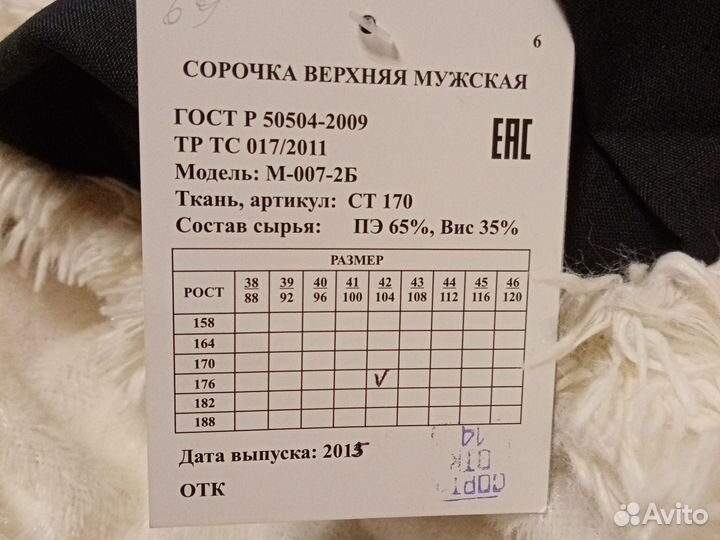 69
6
СОРОЧКА ВЕРХНЯЯ МУЖСКАЯ
ГОСТ Р 50504-2009
ТР ТС 017/2011
EAC
Модель: М-007-2Б
Ткань, артикул: СТ 170
Состав сырья: ПЭ 65%, Вис 35%
РАЗМЕР
РОСТ 38/88 39/92 40/96 41/100 42/104 43/108 44/112 45/116 46/120
158
164
170
176 ✓
182
188
Дата выпуска: 2015
ОТК
СОРТ
ОТК
14
Avito